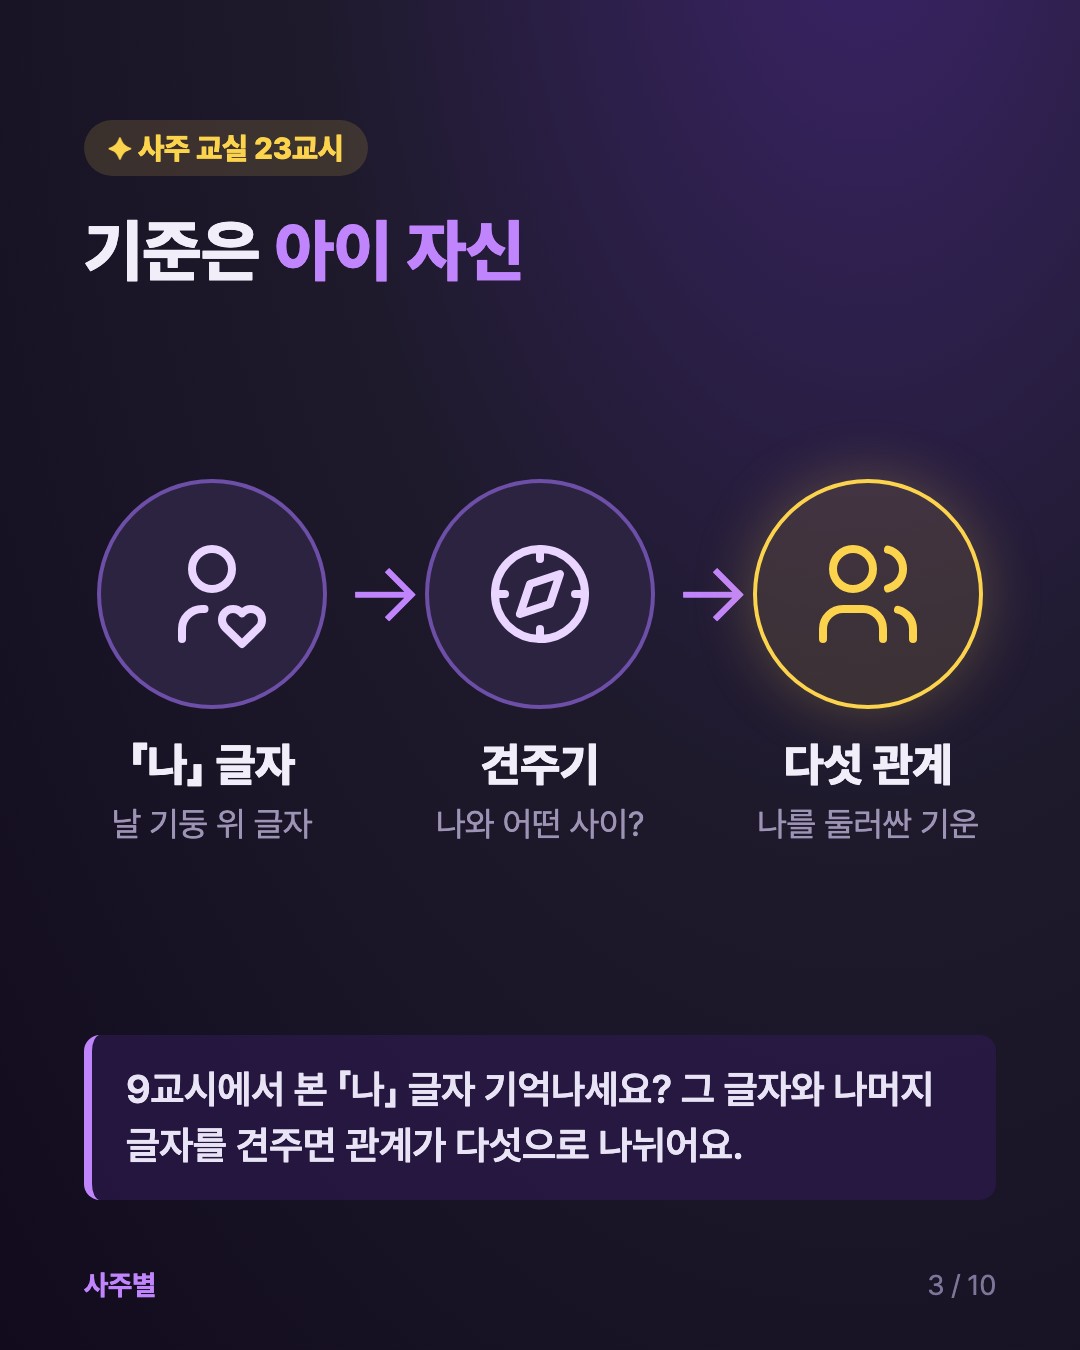 ✦ 사주 교실 23교시
기준은 아이 자신
「나」 글자
날 기둥 위 글자
견주기
나와 어떤 사이?
다섯 관계
나를 둘러싼 기운
9교시에서 본 「나」 글자 기억나세요? 그 글자와 나머지
글자를 견주면 관계가 다섯으로 나뉘어요.
사주별
3 / 10